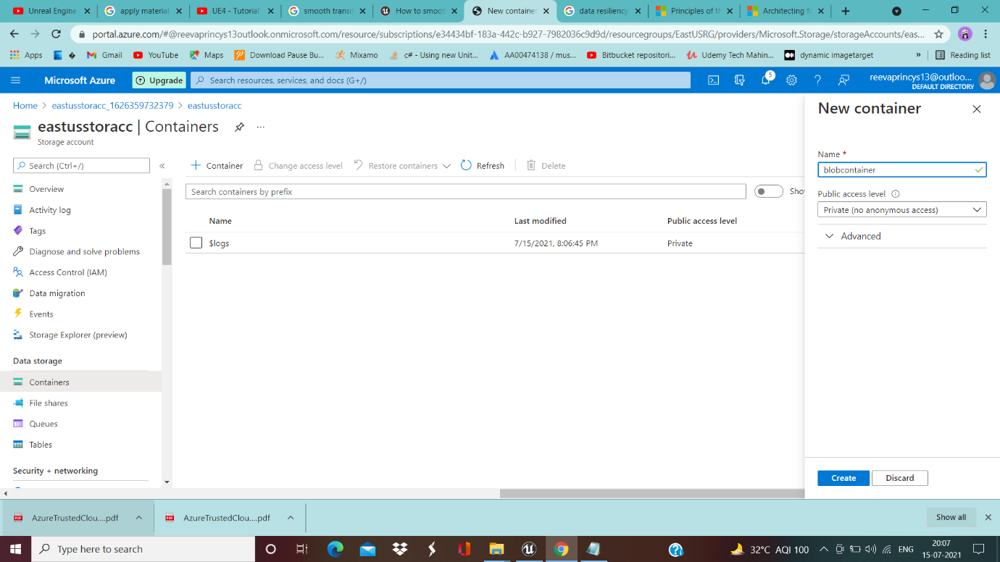 Unreal Engine
apply material
UE4 - Tutorial
smooth transit
How to smoot
New container
data resiliency
Principles of th
Architecting fo
portal.azure.com/#@reevaprincys13outlook.onmicrosoft.com/resource/subscriptions/e34434bf-183a-442c-b927-7982036c9d9d/resourcegroups/EastUSRG/providers/Microsoft.Storage/storageAccounts/eas...
Apps
Gmail
YouTube
Maps
Download Pause Bu...
Mixamo
c# - Using new Unit...
AA00474138 / mus...
Bitbucket repositori...
Udemy Tech Mahin...
dynamic imagetarget
»
Reading list
Microsoft Azure
Upgrade
Search resources, services, and docs (G+/)
5
reevaprincys13@outloo...
DEFAULT DIRECTORY
Home > eastusstoracc_1626359732379 > eastusstoracc
eastusstoracc | Containers
...
Storage account
Search (Ctrl+/)
«
Overview
Activity log
Tags
Diagnose and solve problems
Access Control (IAM)
Data migration
Events
Storage Explorer (preview)
Data storage
Containers
File shares
Queues
Tables
Security + networking
+ Container
Change access level
Restore containers
Refresh
Delete
Search containers by prefix
Sho
Name Last modified Public access level
$logs 7/15/2021, 8:06:45 PM Private
New container
Name *
blobcontainer
Public access level
Private (no anonymous access)
Advanced
Create
Discard
AzureTrustedClou....pdf
AzureTrustedClou....pdf
Show all
Type here to search
32°C AQI 100
ENG
20:07
15-07-2021